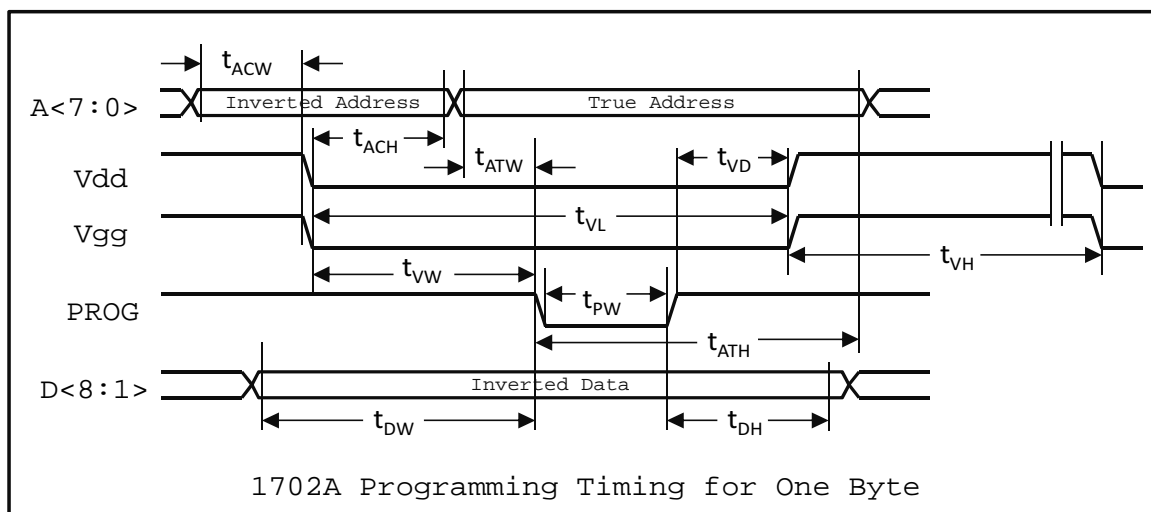 tACW
A<7:0>
Inverted Address
True Address
tACH
tATW
tVD
Vdd
tVL
Vgg
tVW
tVH
PROG
tPW
tATH
D<8:1>
Inverted Data
tDW
tDH
1702A Programming Timing for One Byte